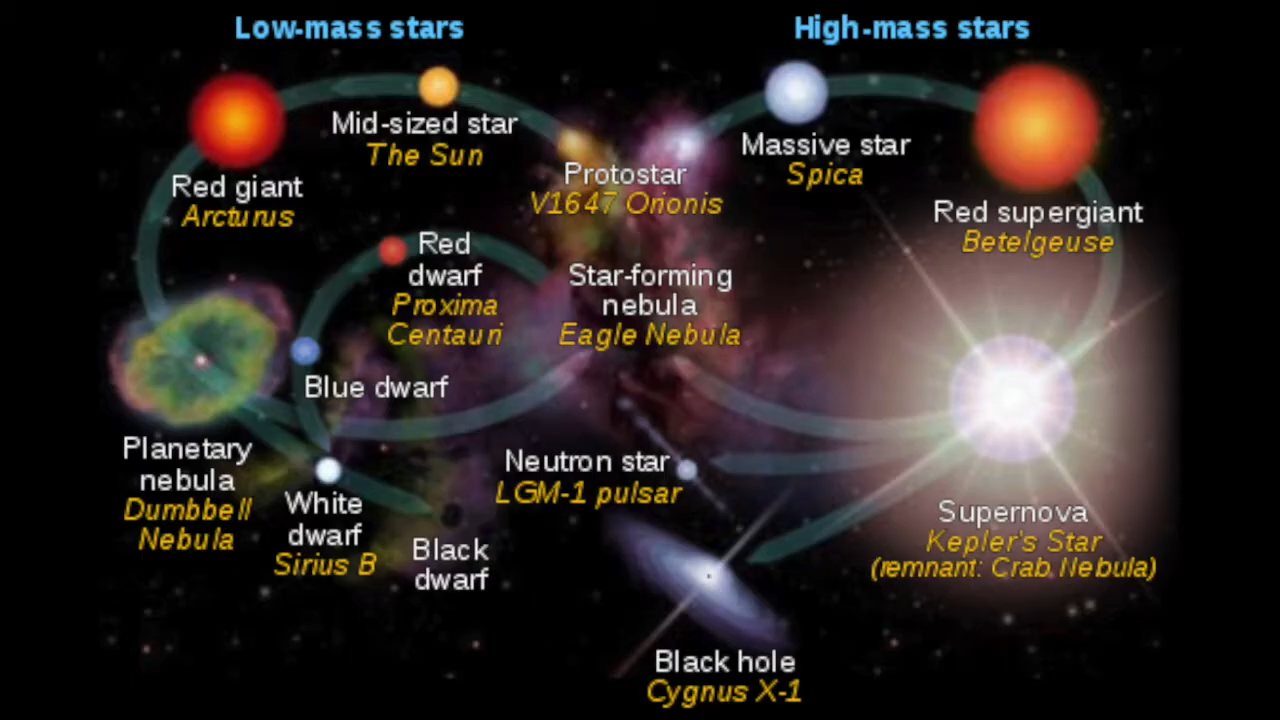 Low-mass stars
High-mass stars
Mid-sized star
The Sun
Red giant
Arcturus
Protostar
V1647 Orionis
Massive star
Spica
Red supergiant
Betelgeuse
Red
dwarf
Proxima
Centauri
Star-forming
nebula
Eagle Nebula
Blue dwarf
Planetary
nebula
Dumbbell
Nebula
White
dwarf
Sirius B
Black
dwarf
Neutron star
LGM-1 pulsar
Supernova
Kepler's Star
(remnant: Crab Nebula)
Black hole
Cygnus X-1